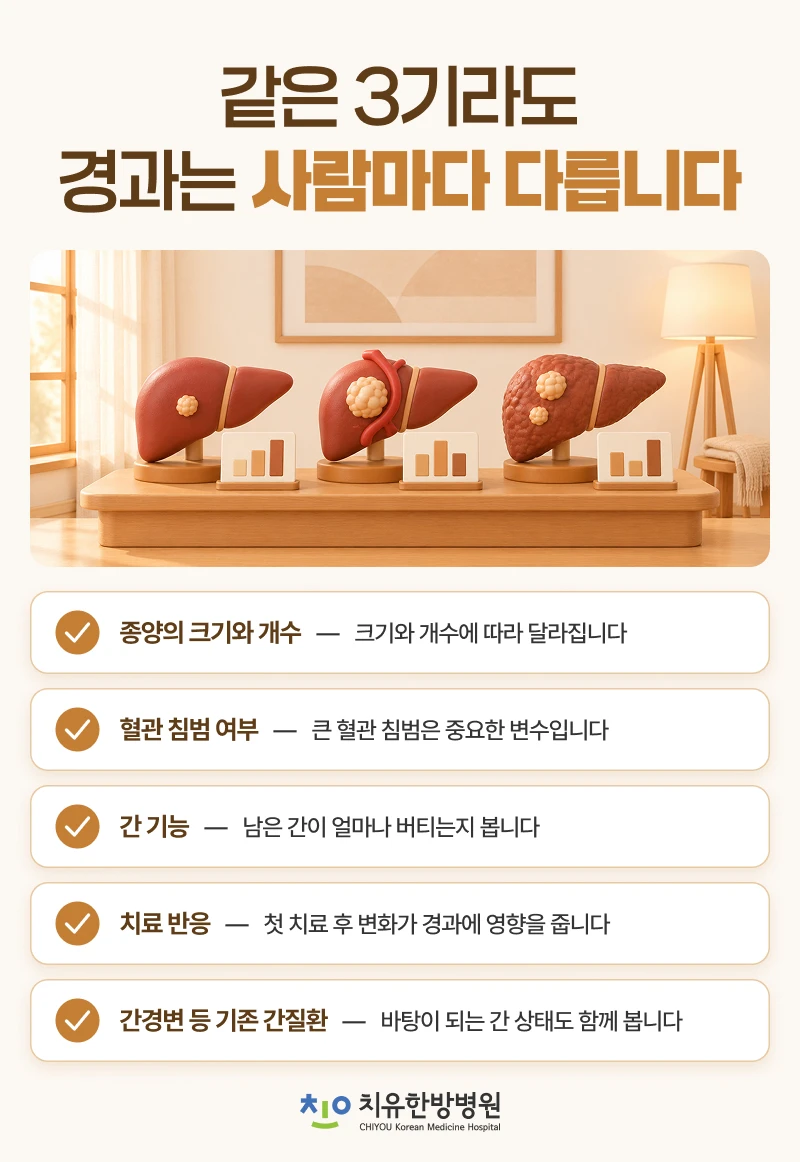 같은 3기라도
경과는 사람마다 다릅니다
종양의 크기와 개수 — 크기와 개수에 따라 달라집니다
혈관 침범 여부 — 큰 혈관 침범은 중요한 변수입니다
간 기능 — 남은 간이 얼마나 버티는지 봅니다
치료 반응 — 첫 치료 후 변화가 경과에 영향을 줍니다
간경변 등 기존 간질환 — 바탕이 되는 간 상태도 함께 봅니다
치유 치유한방병원
CHIYOU Korean Medicine Hospital